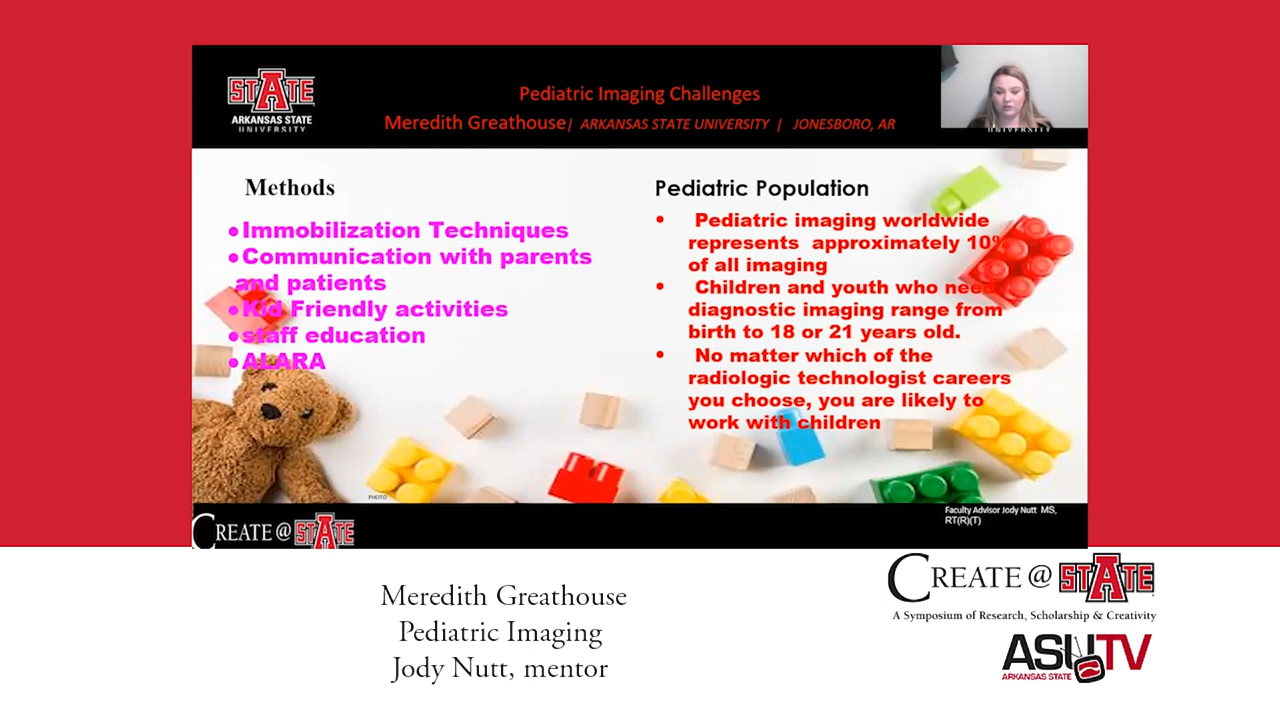 STATE
ARKANSAS STATE
UNIVERSITY
Pediatric Imaging Challenges
Meredith Greathouse| ARKANSAS STATE UNIVERSITY | JONESBORO, AR
UNIVERSITY
Methods
•Immobilization Techniques
•Communication with parents
and patients
•Kid Friendly activities
•staff education
•ALARA
Pediatric Population
• Pediatric imaging worldwide
represents approximately 10%
of all imaging
• Children and youth who need
diagnostic imaging range from
birth to 18 or 21 years old.
• No matter which of the
radiologic technologist careers
you choose, you are likely to
work with children
PHOTO
CREATE @ STATE
Faculty Advisor Jody Nutt MS,
RT(R)(T)
Meredith Greathouse
Pediatric Imaging
Jody Nutt, mentor
CREATE @ STATE
A Symposium of Research, Scholarship & Creativity
ASUTV
ARKANSAS STATE